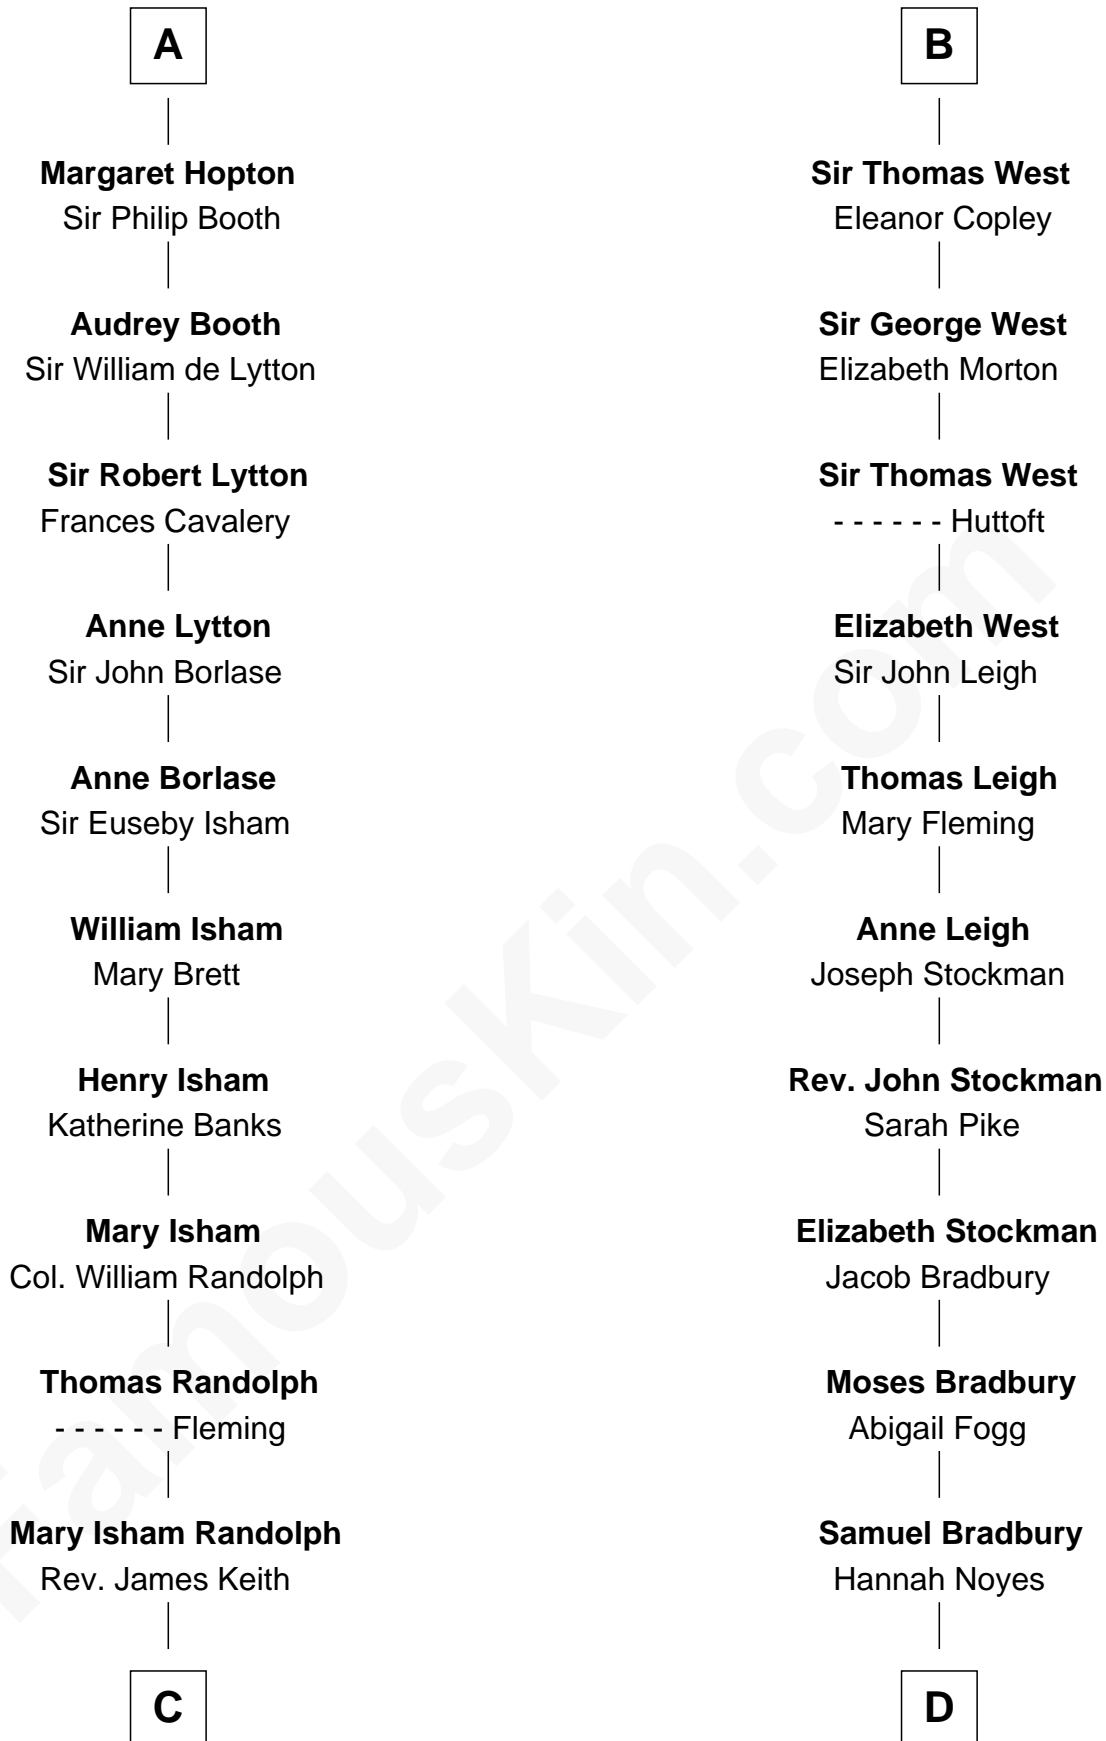 A
Margaret Hopton
Sir Philip Booth
Audrey Booth
Sir William de Lytton
Sir Robert Lytton
Frances Cavalery
Anne Lytton
Sir John Borlase
Anne Borlase
Sir Euseby Isham
William Isham
Mary Brett
Henry Isham
Katherine Banks
Mary Isham
Col. William Randolph
Thomas Randolph
- - - - - - Fleming
Mary Isham Randolph
Rev. James Keith
C
B
Sir Thomas West
Eleanor Copley
Sir George West
Elizabeth Morton
Sir Thomas West
- - - - - - Huttoft
Elizabeth West
Sir John Leigh
Thomas Leigh
Mary Fleming
Anne Leigh
Joseph Stockman
Rev. John Stockman
Sarah Pike
Elizabeth Stockman
Jacob Bradbury
Moses Bradbury
Abigail Fogg
Samuel Bradbury
Hannah Noyes
D
FamousKin.com